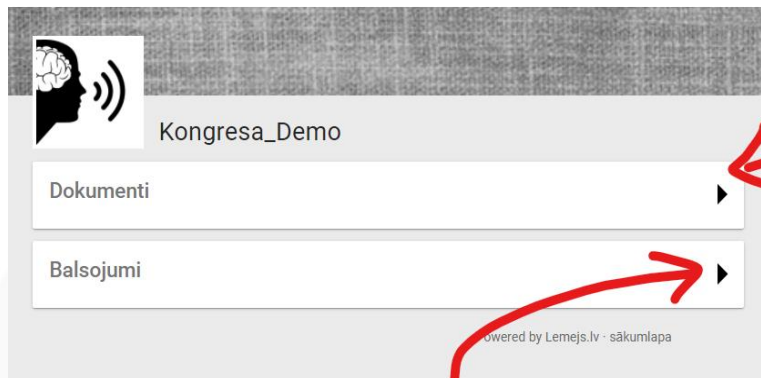 Kongresa_Demo
Dokumenti
Balsojumi
owered by Lemejs.lv · sākumlapa